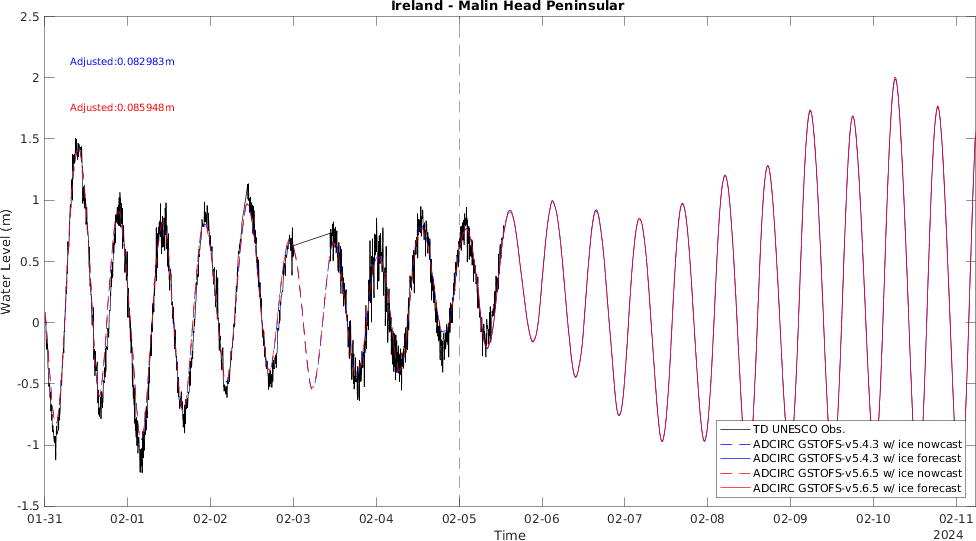 Ireland - Malin Head Peninsular
Adjusted:0.082983m
Adjusted:0.085948m
Water Level (m)
2.5
2
1.5
1
0.5
0
-0.5
-1
-1.5
01-31
02-01
02-02
02-03
02-04
02-05
02-06
02-07
02-08
02-09
02-10
02-11
Time
2024
TD UNESCO Obs.
ADCIRC GSTOFS-v5.4.3 w/ ice nowcast
ADCIRC GSTOFS-v5.4.3 w/ ice forecast
ADCIRC GSTOFS-v5.6.5 w/ ice nowcast
ADCIRC GSTOFS-v5.6.5 w/ ice forecast